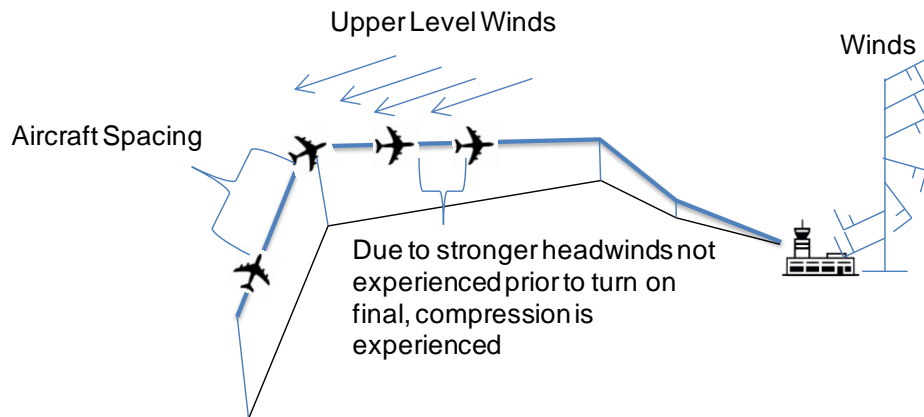 Upper Level Winds
Winds
Aircraft Spacing
Due to stronger headwinds not
experienced prior to turn on
final, compression is
experienced